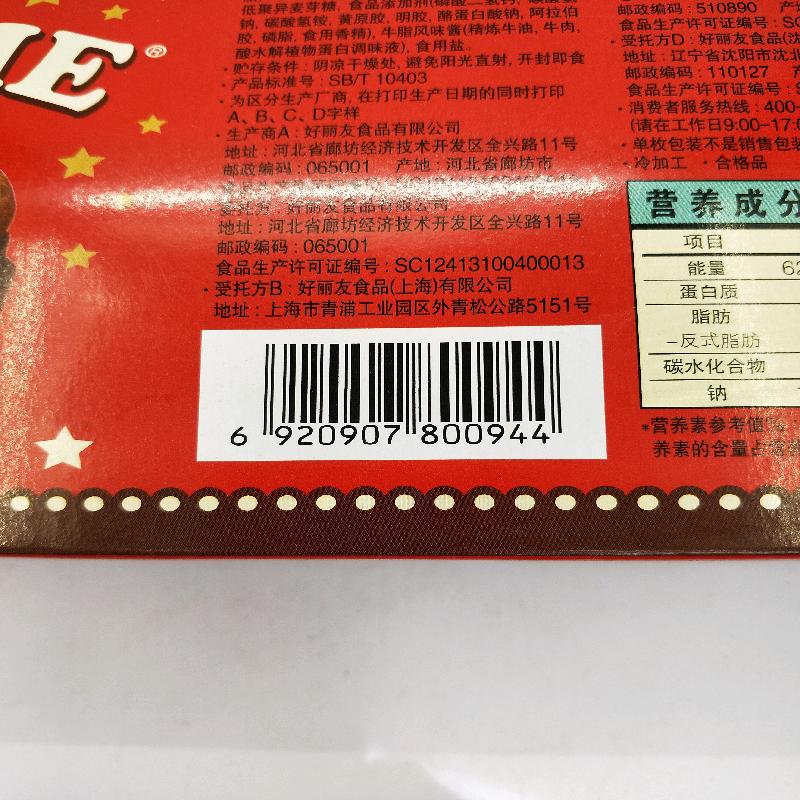 ME®
低聚异麦芽糖, 食品添加剂(磷酸二氢钙, 碳酸氢
钠, 碳酸氢铵, 黄原胶, 明胶, 酪蛋白酸钠, 阿拉伯
胶, 磷脂, 食用香精), 牛脂风味酱(精炼牛油, 牛肉,
酸水解植物蛋白调味液), 食用盐。
· 贮存条件: 阴凉干燥处, 避免阳光直射, 开封即食
· 产品标准号: SB/T 10403
· 为区分生产厂商, 在打印生产日期的同时打印
A、B、C、D字样
· 生产商A: 好丽友食品有限公司
地址: 河北省廊坊经济技术开发区全兴路11号
邮政编码: 065001 产地: 河北省廊坊市
· 委托方: 好丽友食品有限公司
地址: 河北省廊坊经济技术开发区全兴路11号
邮政编码: 065001
食品生产许可证编号: SC12413100400013
· 受托方B: 好丽友食品(上海)有限公司
地址: 上海市青浦工业园区外青松公路5151号
6 920907 800944
邮政编码: 510890
食品生产许可证编号: SC
· 受托方D: 好丽友食品(沈
地址: 辽宁省沈阳市沈北
邮政编码: 110127
食品生产许可证编号: S
· 消费者服务热线: 400-
(请在工作日9:00-17:0
· 单枚包装不是销售包装
· 冷加工 · 合格品
营养成分
项目
能量 62
蛋白质
脂肪
-反式脂肪
碳水化合物
钠
*营养素参考值%
养素的含量占营养